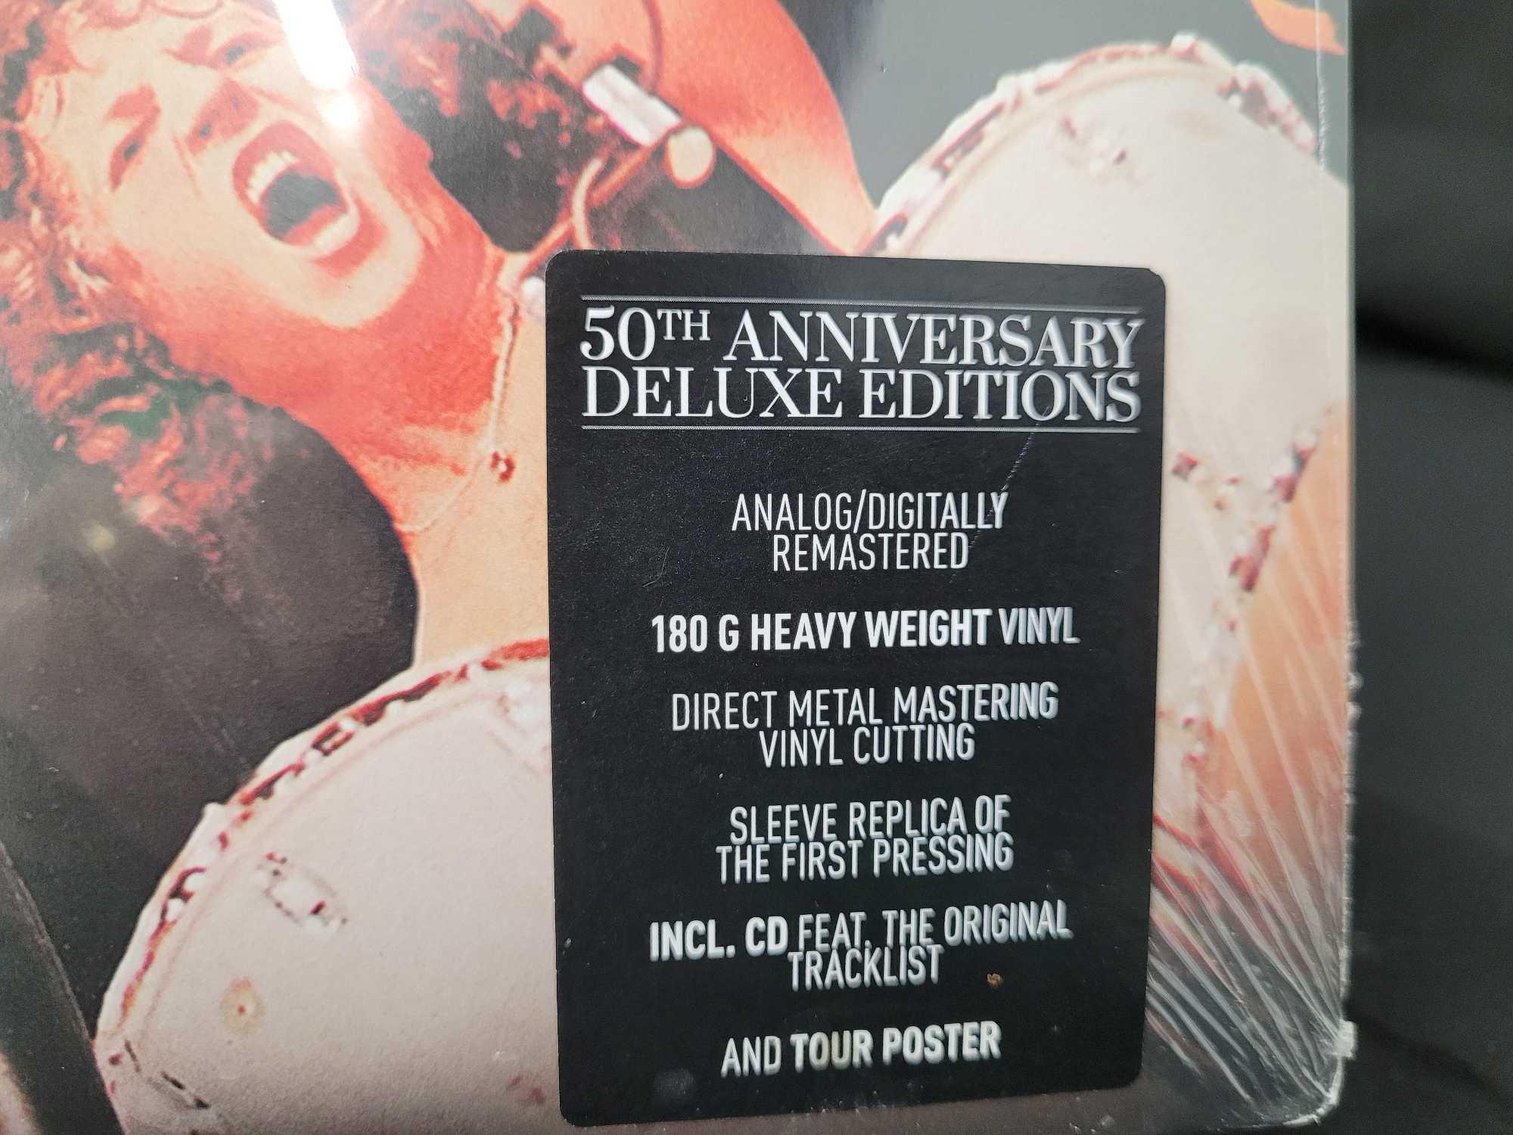 50TH ANNIVERSARY
DELUXE EDITIONS
ANALOG/DIGITALLY
REMASTERED
180 G HEAVY WEIGHT VINYL
DIRECT METAL MASTERING
VINYL CUTTING
SLEEVE REPLICA OF
THE FIRST PRESSING
INCL. CD FEAT. THE ORIGINAL
TRACKLIST
AND TOUR POSTER